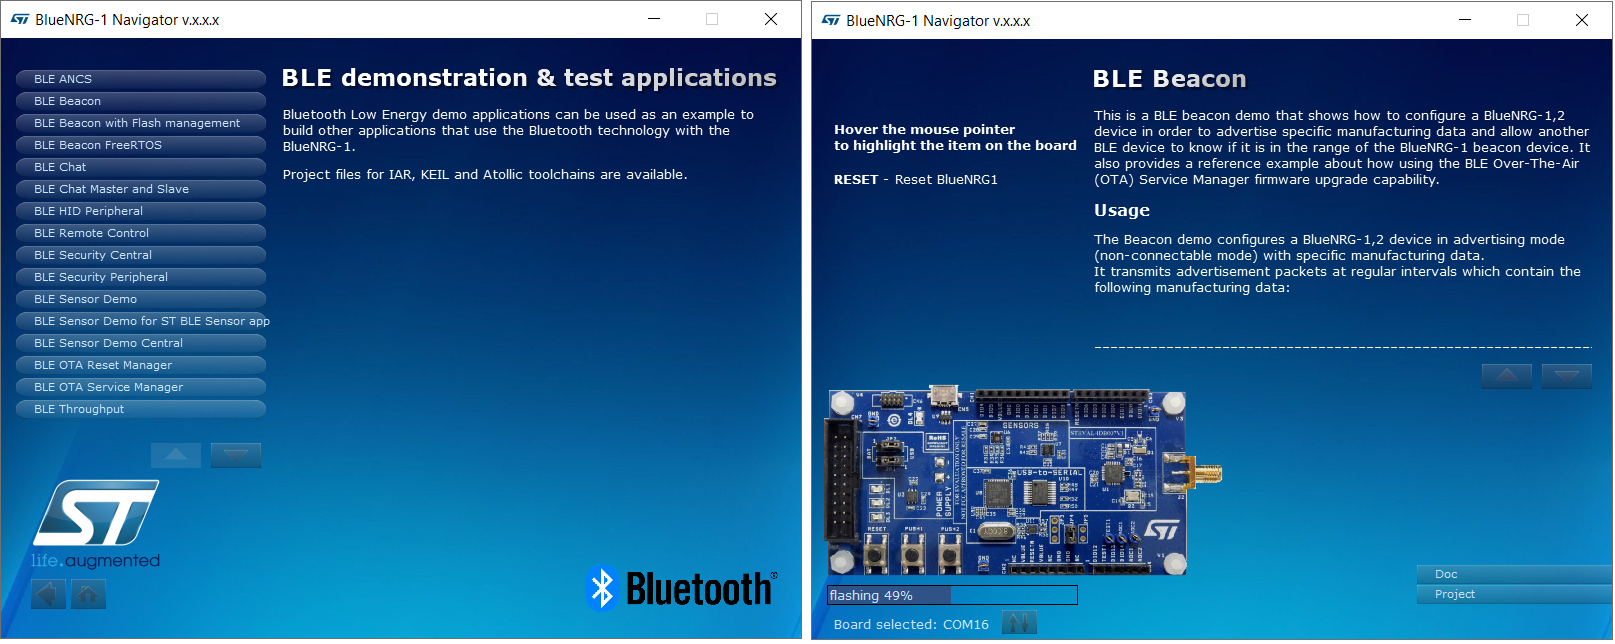 BlueNRG-1 Navigator v.x.x.x
BLE ANCS
BLE Beacon
BLE Beacon with Flash management
BLE Beacon FreeRTOS
BLE Chat
BLE Chat Master and Slave
BLE HID Peripheral
BLE Remote Control
BLE Security Central
BLE Security Peripheral
BLE Sensor Demo
BLE Sensor Demo for ST BLE Sensor app
BLE Sensor Demo Central
BLE OTA Reset Manager
BLE OTA Service Manager
BLE Throughput
BLE demonstration & test applications
Bluetooth Low Energy demo applications can be used as an example to
build other applications that use the Bluetooth technology with the
BlueNRG-1.
Project files for IAR, KEIL and Atollic toolchains are available.
ST
life.augmented
Bluetooth®
BlueNRG-1 Navigator v.x.x.x
Hover the mouse pointer
to highlight the item on the board
RESET - Reset BlueNRG1
BLE Beacon
This is a BLE beacon demo that shows how to configure a BlueNRG-1,2
device in order to advertise specific manufacturing data and allow another
BLE device to know if it is in the range of the BlueNRG-1 beacon device. It
also provides a reference example about how using the BLE Over-The-Air
(OTA) Service Manager firmware upgrade capability.
Usage
The Beacon demo configures a BlueNRG-1,2 device in advertising mode
(non-connectable mode) with specific manufacturing data.
It transmits advertisement packets at regular intervals which contain the
following manufacturing data:
SENSORS
STEVAL-IDB007V1
RoHS
USB-to-SERIAL
POWER
SUPPLY
RESET
PUSH1
PUSH2
ST
flashing 49%
Board selected: COM16
Doc
Project